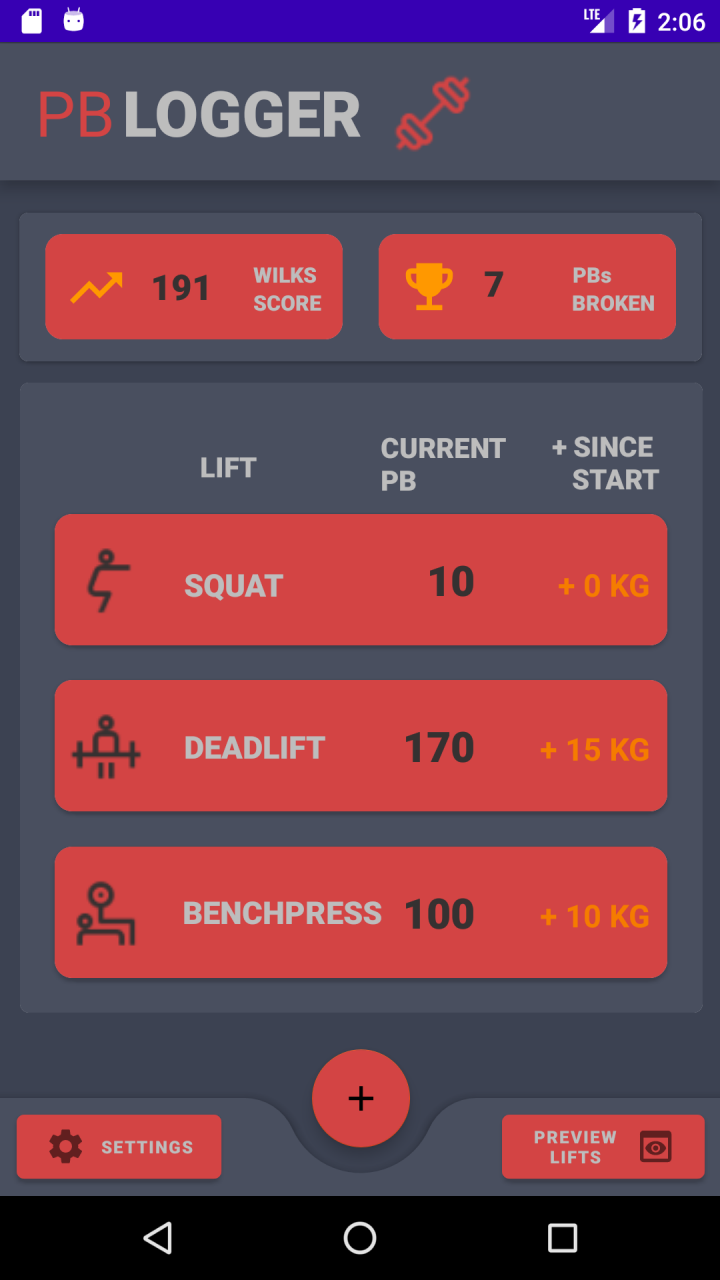 LTE 2:06
PB LOGGER
191 WILKS SCORE
7 PBs BROKEN
LIFT
CURRENT PB
+ SINCE START
SQUAT 10 + 0 KG
DEADLIFT 170 + 15 KG
BENCHPRESS 100 + 10 KG
+
SETTINGS
PREVIEW
LIFTS